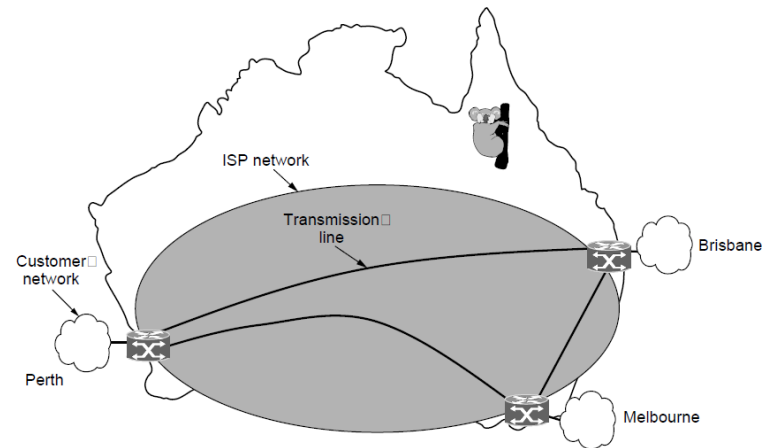 ISP network
Transmission□
line
Customer□
network
Brisbane
Perth
Melbourne